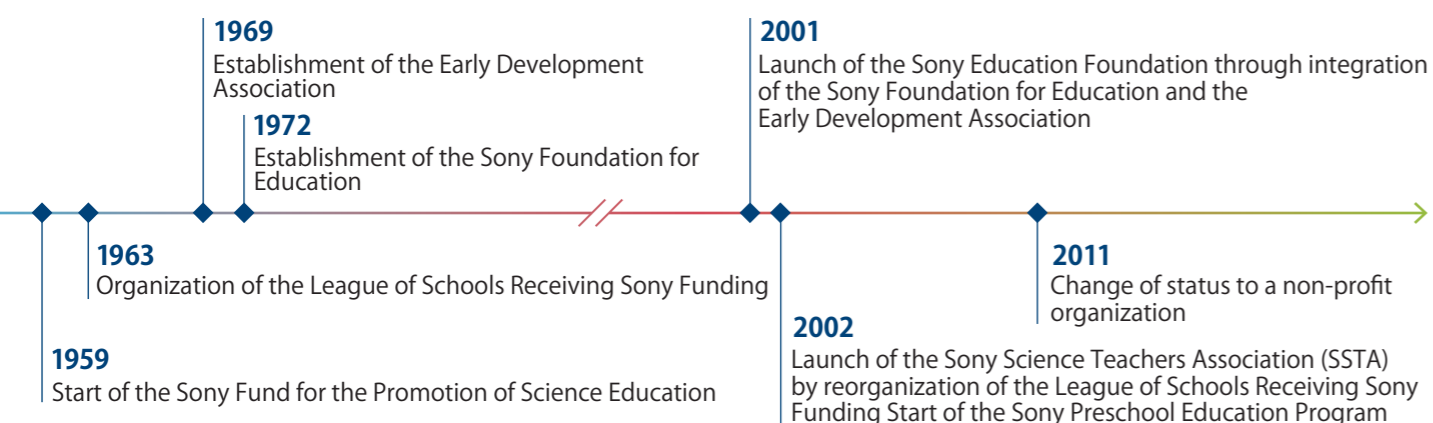 1969
Establishment of the Early Development
Association
1972
Establishment of the Sony Foundation for
Education
2001
Launch of the Sony Education Foundation through integration
of the Sony Foundation for Education and the
Early Development Association
1963
Organization of the League of Schools Receiving Sony Funding
1959
Start of the Sony Fund for the Promotion of Science Education
2011
Change of status to a non-profit
organization
2002
Launch of the Sony Science Teachers Association (SSTA)
by reorganization of the League of Schools Receiving Sony
Funding Start of the Sony Preschool Education Program